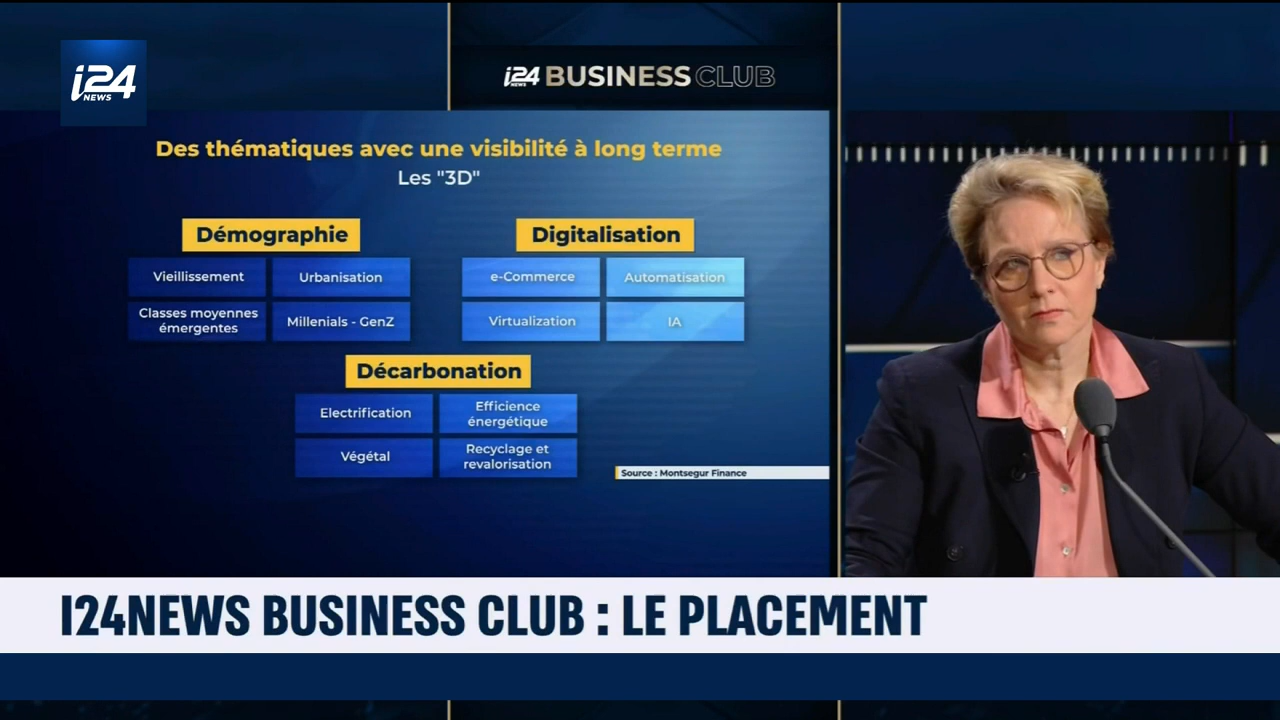 i24
NEWS
i24 NEWS BUSINESS CLUB
Des thématiques avec une visibilité à long terme
Les "3D"
Démographie
Vieillissement
Urbanisation
Classes moyennes
émergentes
Millenials - GenZ
Digitalisation
e-Commerce
Automatisation
Virtualization
IA
Décarbonation
Electrification
Efficience
énergétique
Végétal
Recyclage et
revalorisation
Source : Montsegur Finance
I24NEWS BUSINESS CLUB : LE PLACEMENT